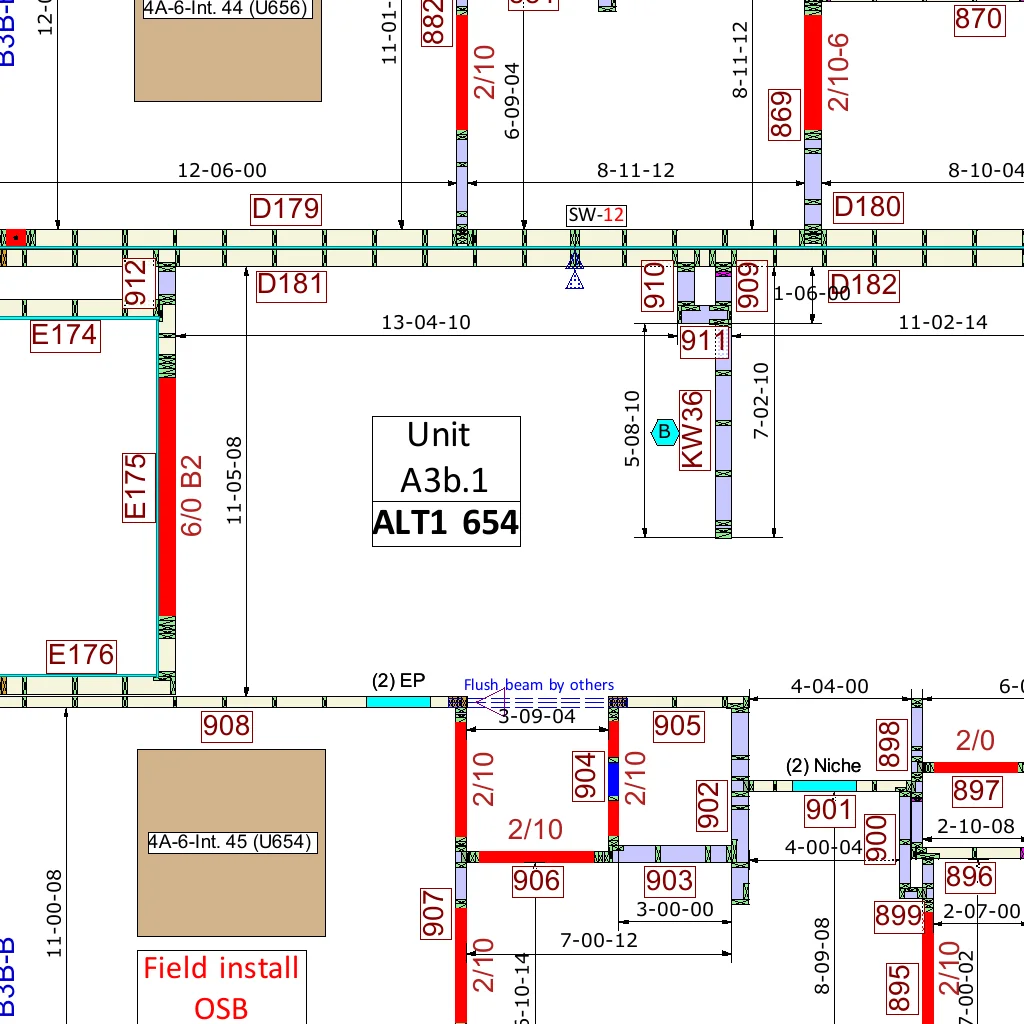 4A-6-Int. 44 (U656)
882
2/10
6-09-04
8-11-12
869
2/10-6
870
12-06-00
8-11-12
8-10-04
D179
SW-12
D180
912
D181
910
909
1-06-00
D182
E174
13-04-10
911
11-02-14
E175
6/0 B2
11-05-08
Unit
A3b.1
ALT1 654
5-08-10
B
KW36
7-02-10
E176
(2) EP
Flush beam by others
3-09-04
4-04-00
908
905
898
2/0
2/10
904
2/10
902
(2) Niche
901
897
4A-6-Int. 45 (U654)
2/10
900
2-10-08
4-00-04
906
903
896
907
3-00-00
899
2-07-00
11-00-08
7-00-12
8-09-08
895
2/10
7-00-02
B3B-B
2/10
Field install
OSB